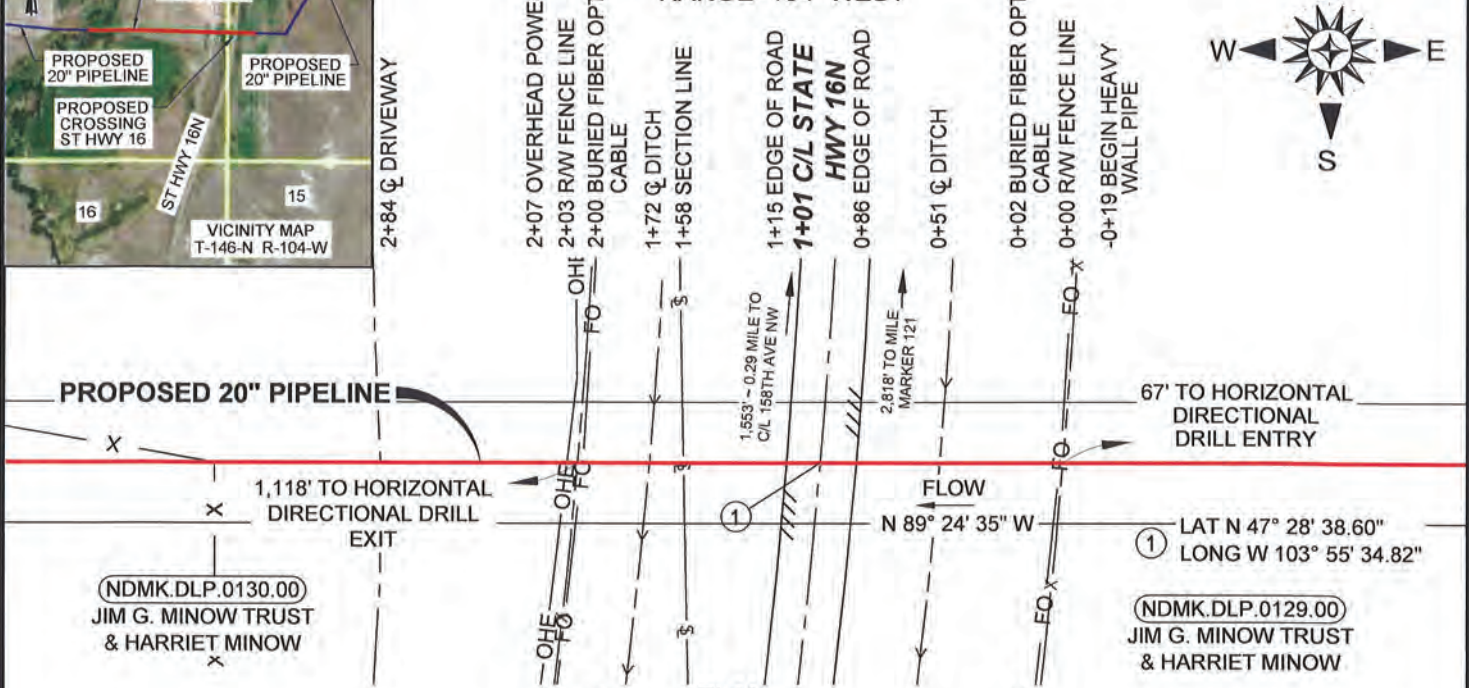 PROPOSED
20" PIPELINE
PROPOSED
20" PIPELINE
PROPOSED
CROSSING
ST HWY 16
ST HWY 16N
16
15
VICINITY MAP
T-146-N R-104-W
W
E
S
2+84 ℄ DRIVEWAY
2+03 R/W FENCE LINE
2+00 BURIED FIBER
CABLE
1+72 ℄ DITCH
1+58 SECTION LINE
1+15 EDGE OF ROAD
1+01 C/L STATE
HWY 16N
0+86 EDGE OF ROAD
0+51 ℄ DITCH
0+02 BURIED FIBER
CABLE
0+00 R/W FENCE LINE
-0+19 BEGIN HEAVY
WALL PIPE
2+07 OVERHEAD
FO
X
FO
1,553' ~ 0.29 MILE TO
C/L 158TH AVE NW
2,818' TO MILE
MARKER 121
PROPOSED 20" PIPELINE
67' TO HORIZONTAL
DIRECTIONAL
DRILL ENTRY
X
OHE
FO
FO
1,118' TO HORIZONTAL
DIRECTIONAL DRILL
EXIT
X
1
FLOW
N 89° 24' 35" W
1
LAT N 47° 28' 38.60"
LONG W 103° 55' 34.82"
NDMK.DLP.0130.00
JIM G. MINOW TRUST
& HARRIET MINOW
X
OHE
FO
FO
X
NDMK.DLP.0129.00
JIM G. MINOW TRUST
& HARRIET MINOW